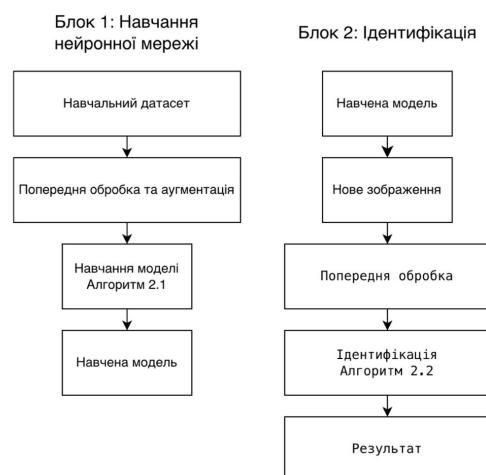 Блок 1: Навчання
нейронної мережі
Навчальний датасет
Попередня обробка та аугментація
Навчання моделі
Алгоритм 2.1
Навчена модель
Блок 2: Ідентифікація
Навчена модель
Нове зображення
Попередня обробка
Ідентифікація
Алгоритм 2.2
Результат